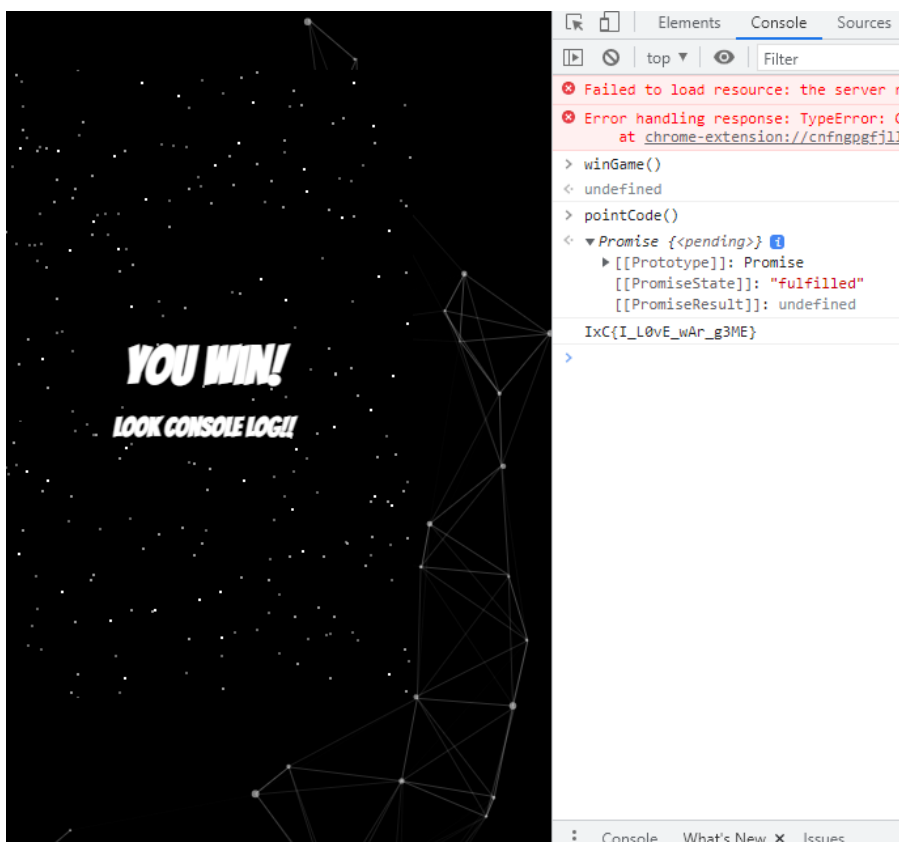 YOU WIN!
LOOK CONSOLE LOG!!
Elements Console Sources
top ▼ Filter
Failed to load resource: the server
Error handling response: TypeError:
at chrome-extension://cnfngpgfjll
> winGame()
undefined
> pointCode()
▼Promise {<pending>} i
▶[[Prototype]]: Promise
[[PromiseState]]: "fulfilled"
[[PromiseResult]]: undefined
IxC{I_L0vE_wAr_g3ME}
>
Console What's New × Issues